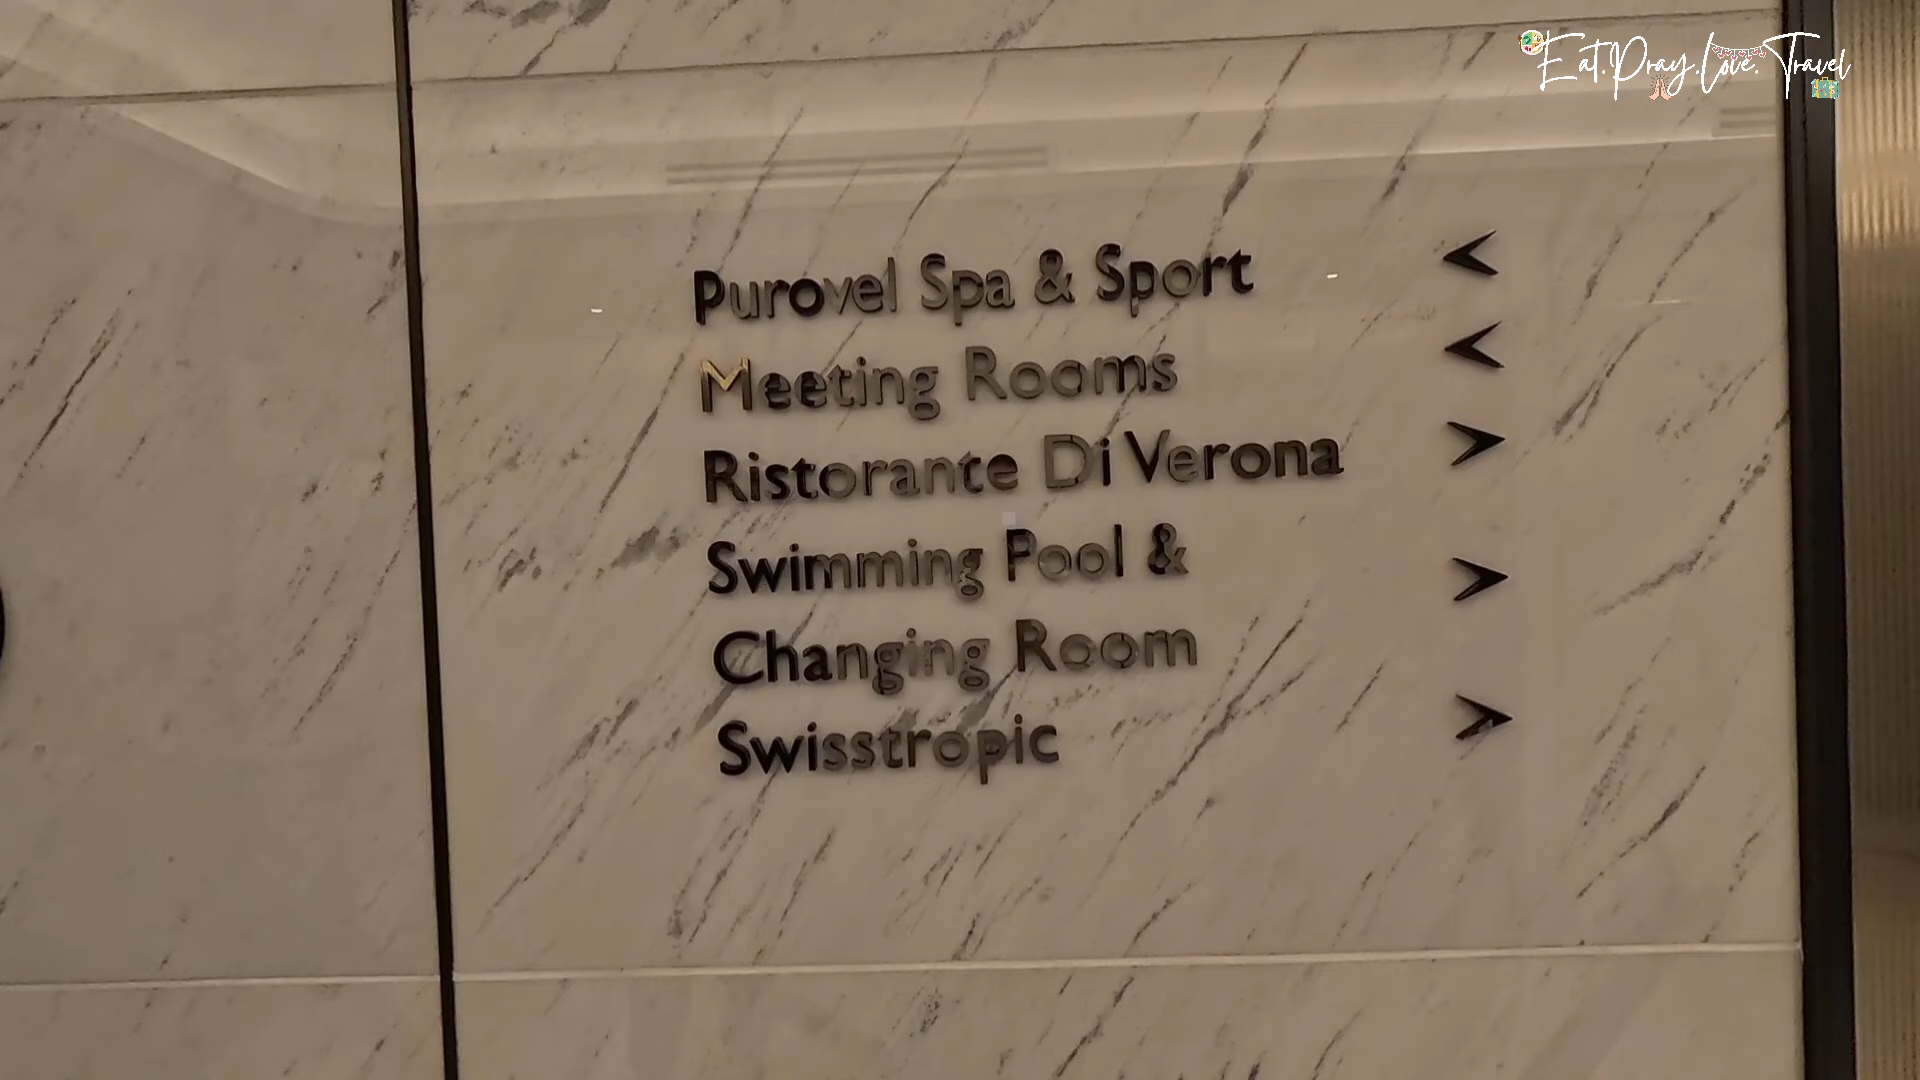 Eat.Pray.Love.Travel
Purovel Spa & Sport
Meeting Rooms
Ristorante Di Verona
Swimming Pool &
Changing Room
Swisstropic